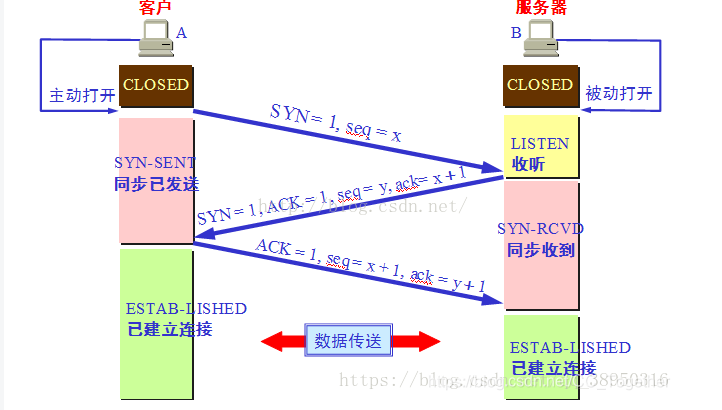 客户
服务器
A
B
CLOSED
CLOSED
主动打开
被动打开
SYN = 1, seq = x
LISTEN
收听
SYN-SENT
同步已发送
SYN = 1, ACK = 1, seq = y, ack= x+1
http://blog.csdn.net/
SYN-RCVD
同步收到
ACK = 1, seq= x+1, ack = y+1
ESTAB-LISHED
已建立连接
数据传送
ESTAB-LISHED
已建立连接
https://blog.csdn.net/
38950316